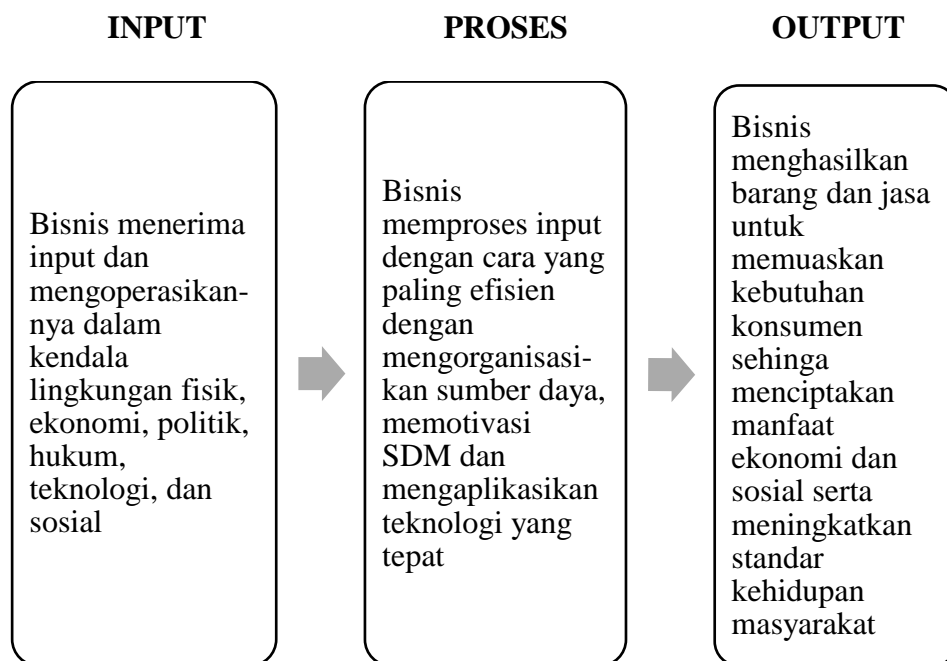 INPUT
PROSES
OUTPUT
Bisnis menerima
input dan
mengoperasikan-
nya dalam
kendala
lingkungan fisik,
ekonomi, politik,
hukum,
teknologi, dan
sosial
Bisnis
memproses input
dengan cara yang
paling efisien
dengan
mengorganisasi-
kan sumber daya,
memotivasi
SDM dan
mengaplikasikan
teknologi yang
tepat
Bisnis
menghasilkan
barang dan jasa
untuk
memuaskan
kebutuhan
konsumen
sehinga
menciptakan
manfaat
ekonomi dan
sosial serta
meningkatkan
standar
kehidupan
masyarakat